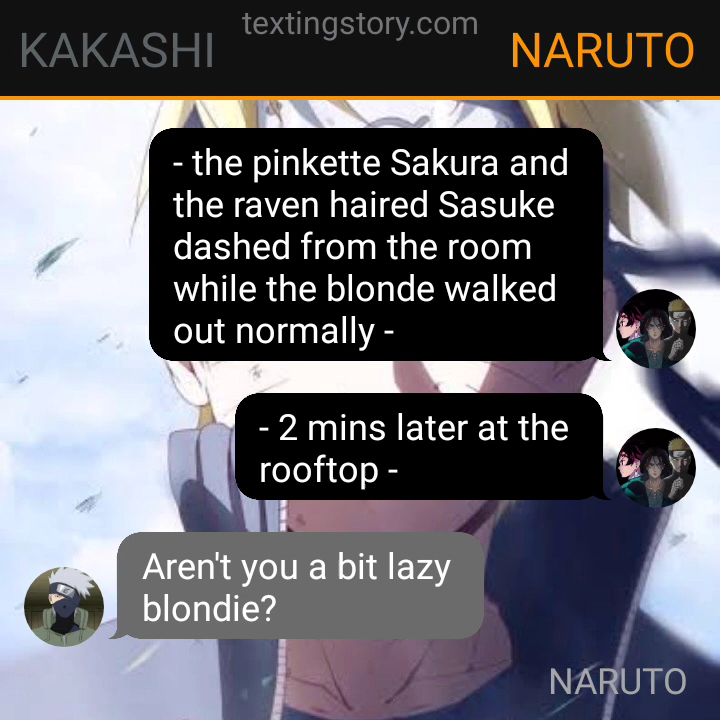 textingstory.com
KAKASHI
NARUTO
- the pinkette Sakura and
the raven haired Sasuke
dashed from the room
while the blonde walked
out normally -
- 2 mins later at the
rooftop -
Aren't you a bit lazy
blondie?
NARUTO